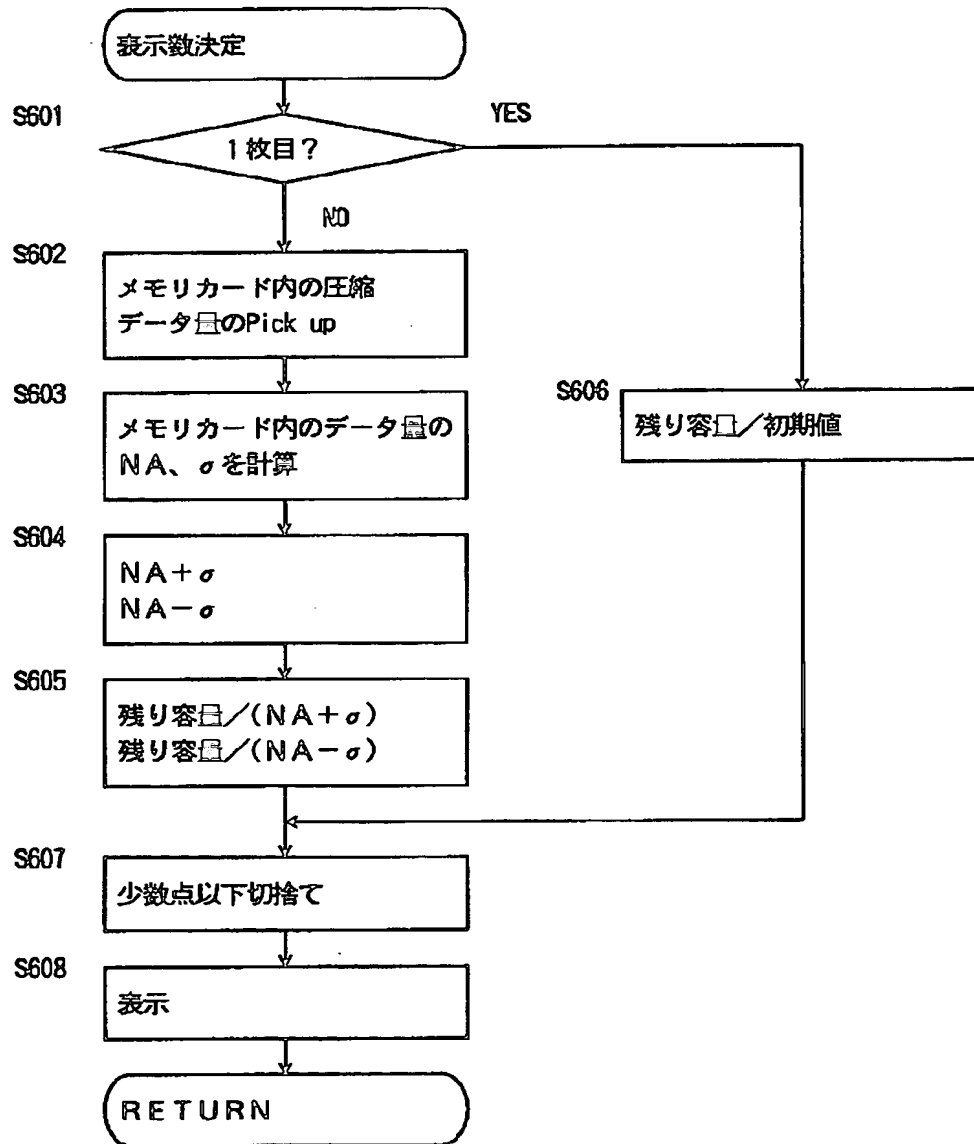 表示数決定
S601
1枚目?
YES
NO
S602
メモリカード内の圧縮
データ量のPick up
S603
メモリカード内のデータ量の
NA、σを計算
S606
残り容量/初期値
S604
NA+σ
NA-σ
S605
残り容量/(NA+σ)
残り容量/(NA-σ)
S607
少数点以下切捨て
S608
表示
RETURN